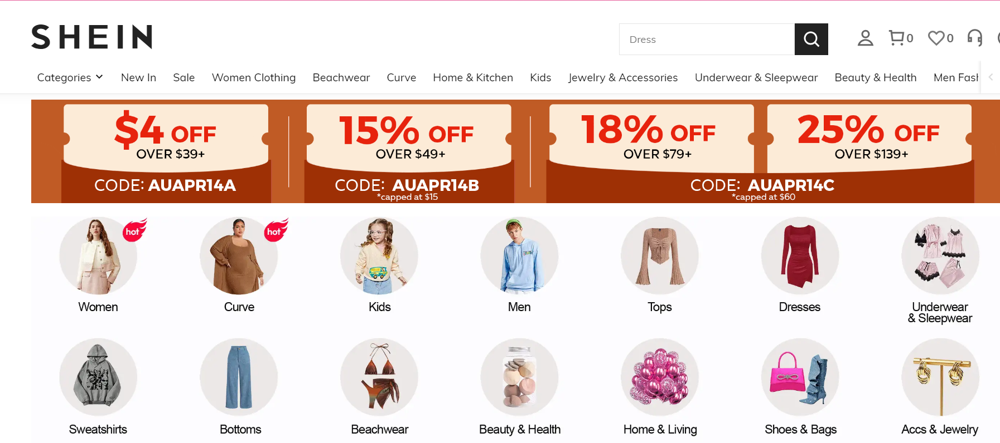 SHEIN
Dress
0
0
Categories New In Sale Women Clothing Beachwear Curve Home & Kitchen Kids Jewelry & Accessories Underwear & Sleepwear Beauty & Health Men Fash
$4 OFF
OVER $39+
CODE: AUAPR14A
15% OFF
OVER $49+
CODE: AUAPR14B
*capped at $15
18% OFF
OVER $79+
25% OFF
OVER $139+
CODE: AUAPR14C
*capped at $60
hot
hot
Women
Curve
Kids
Men
Tops
Dresses
Underwear
& Sleepwear
Sweatshirts
Bottoms
Beachwear
Beauty & Health
Home & Living
Shoes & Bags
Accs & Jewelry